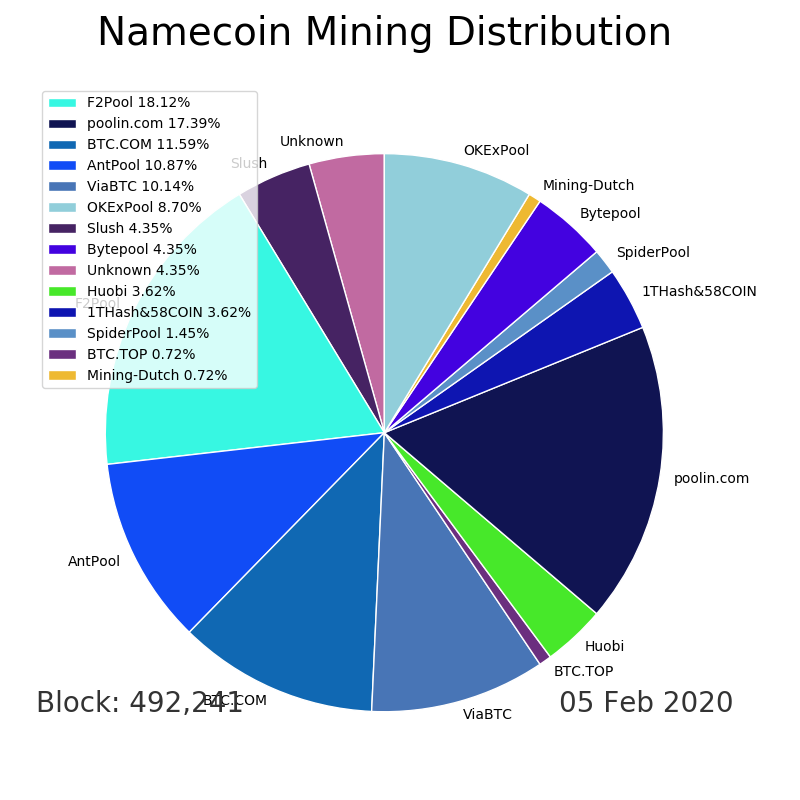 Namecoin Mining Distribution
F2Pool 18.12%
poolin.com 17.39%
BTC.COM 11.59%
AntPool 10.87%
ViaBTC 10.14%
OKExPool 8.70%
Slush 4.35%
Bytepool 4.35%
Unknown 4.35%
Huobi 3.62%
1THash&58COIN 3.62%
SpiderPool 1.45%
BTC.TOP 0.72%
Mining-Dutch 0.72%
Unknown
OKExPool
Slush
Mining-Dutch
Bytepool
SpiderPool
1THash&58COIN
F2Pool
poolin.com
AntPool
Huobi
BTC.TOP
BTC.COM
ViaBTC
Block: 492,241
05 Feb 2020